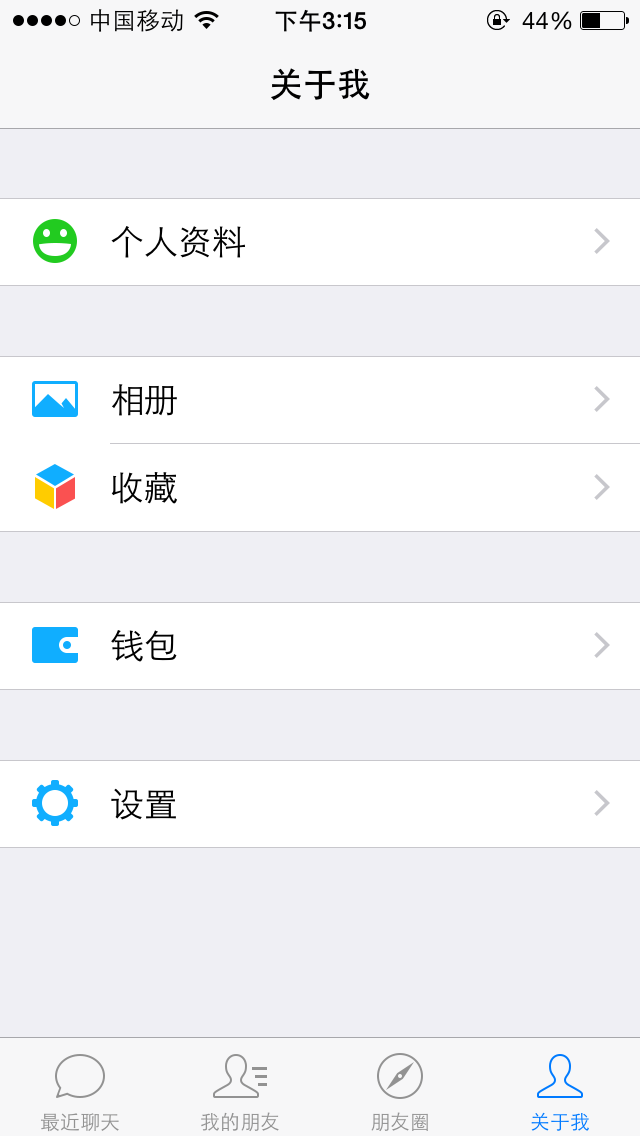 中国移动 下午3:15 44%
关于我
个人资料
相册
收藏
钱包
设置
最近聊天 我的朋友 朋友圈 关于我